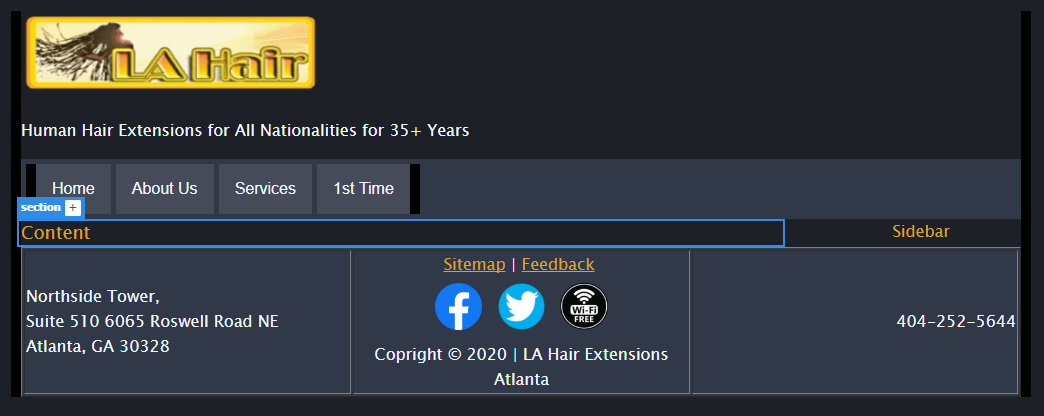 LA Hair
Human Hair Extensions for All Nationalities for 35+ Years
Home About Us Services 1st Time
section +
Content Sidebar
Sitemap | Feedback
Northside Tower,
Suite 510 6065 Roswell Road NE
Atlanta, GA 30328
Wi-Fi
FREE
404-252-5644
Copright © 2020 | LA Hair Extensions
Atlanta